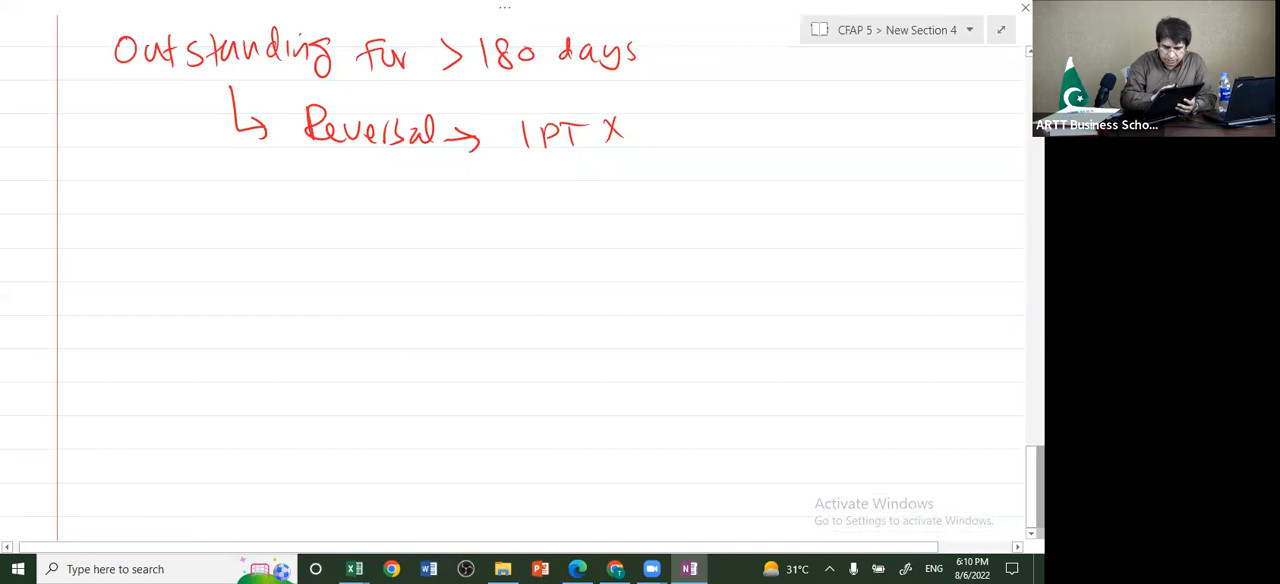 CFAP 5 > New Section 4
Outstanding for > 180 days
Reversal → IPT X
ARTT Business Scho...
Activate Windows
Go to Settings to activate Windows.
Type here to search
31°C
ENG
6:10 PM
8/6/2022